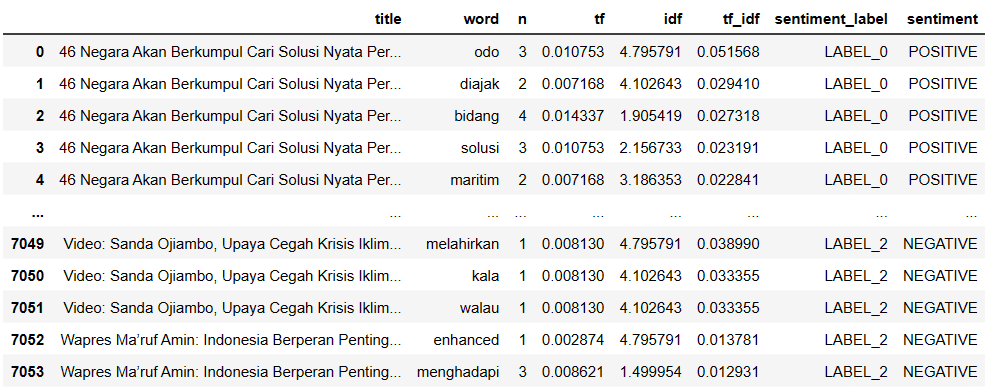 title word n tf idf tf_idf sentiment_label sentiment
0 46 Negara Akan Berkumpul Cari Solusi Nyata Per... odo 3 0.010753 4.795791 0.051568 LABEL_0 POSITIVE
1 46 Negara Akan Berkumpul Cari Solusi Nyata Per... diajak 2 0.007168 4.102643 0.029410 LABEL_0 POSITIVE
2 46 Negara Akan Berkumpul Cari Solusi Nyata Per... bidang 4 0.014337 1.905419 0.027318 LABEL_0 POSITIVE
3 46 Negara Akan Berkumpul Cari Solusi Nyata Per... solusi 3 0.010753 2.156733 0.023191 LABEL_0 POSITIVE
4 46 Negara Akan Berkumpul Cari Solusi Nyata Per... maritim 2 0.007168 3.186353 0.022841 LABEL_0 POSITIVE
... ... ... ... ... ... ... ... ...
7049 Video: Sanda Ojiambo, Upaya Cegah Krisis Iklim... melahirkan 1 0.008130 4.795791 0.038990 LABEL_2 NEGATIVE
7050 Video: Sanda Ojiambo, Upaya Cegah Krisis Iklim... kala 1 0.008130 4.102643 0.033355 LABEL_2 NEGATIVE
7051 Video: Sanda Ojiambo, Upaya Cegah Krisis Iklim... walau 1 0.008130 4.102643 0.033355 LABEL_2 NEGATIVE
7052 Wapres Ma’ruf Amin: Indonesia Berperan Penting... enhanced 1 0.002874 4.795791 0.013781 LABEL_2 NEGATIVE
7053 Wapres Ma’ruf Amin: Indonesia Berperan Penting... menghadapi 3 0.008621 1.499954 0.012931 LABEL_2 NEGATIVE